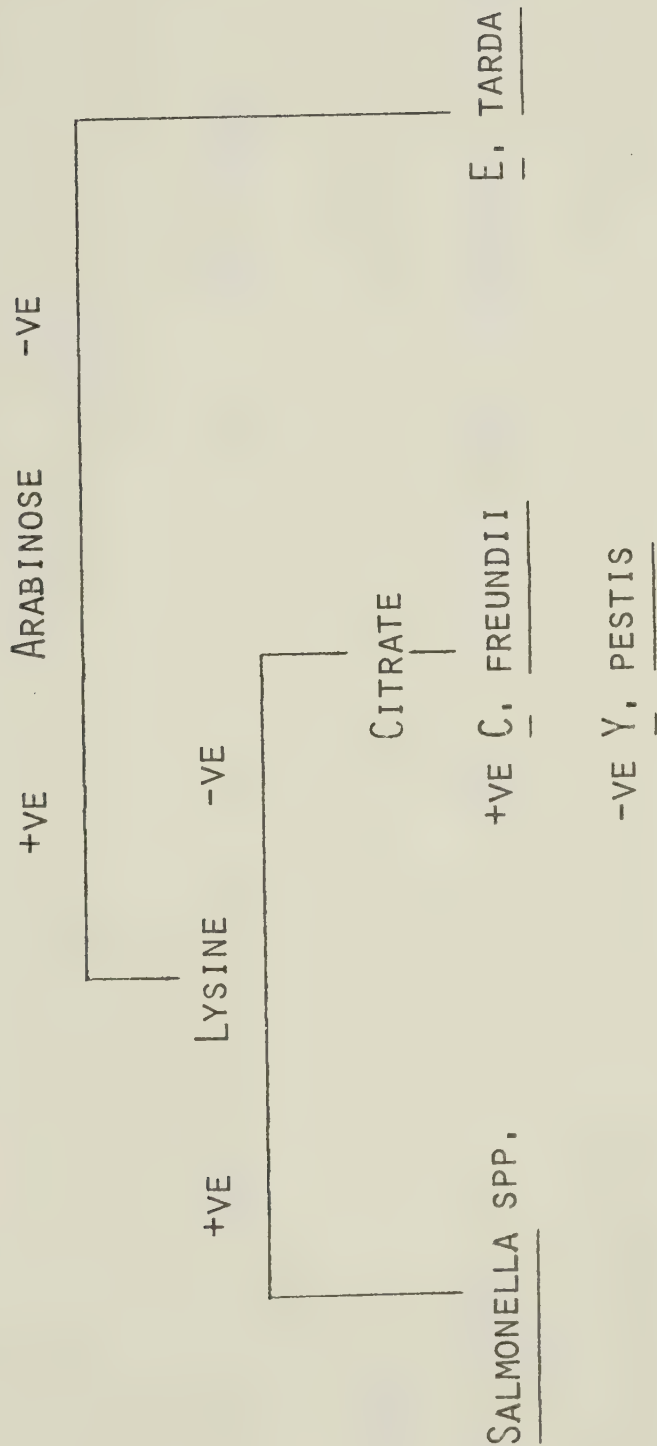 +VE ARABINOSE -VE
+VE LYSINE -VE
CITRATE
SALMONELLA SPP.
+VE C. FREUNDII
E. TARDA
-VE Y. PESTIS